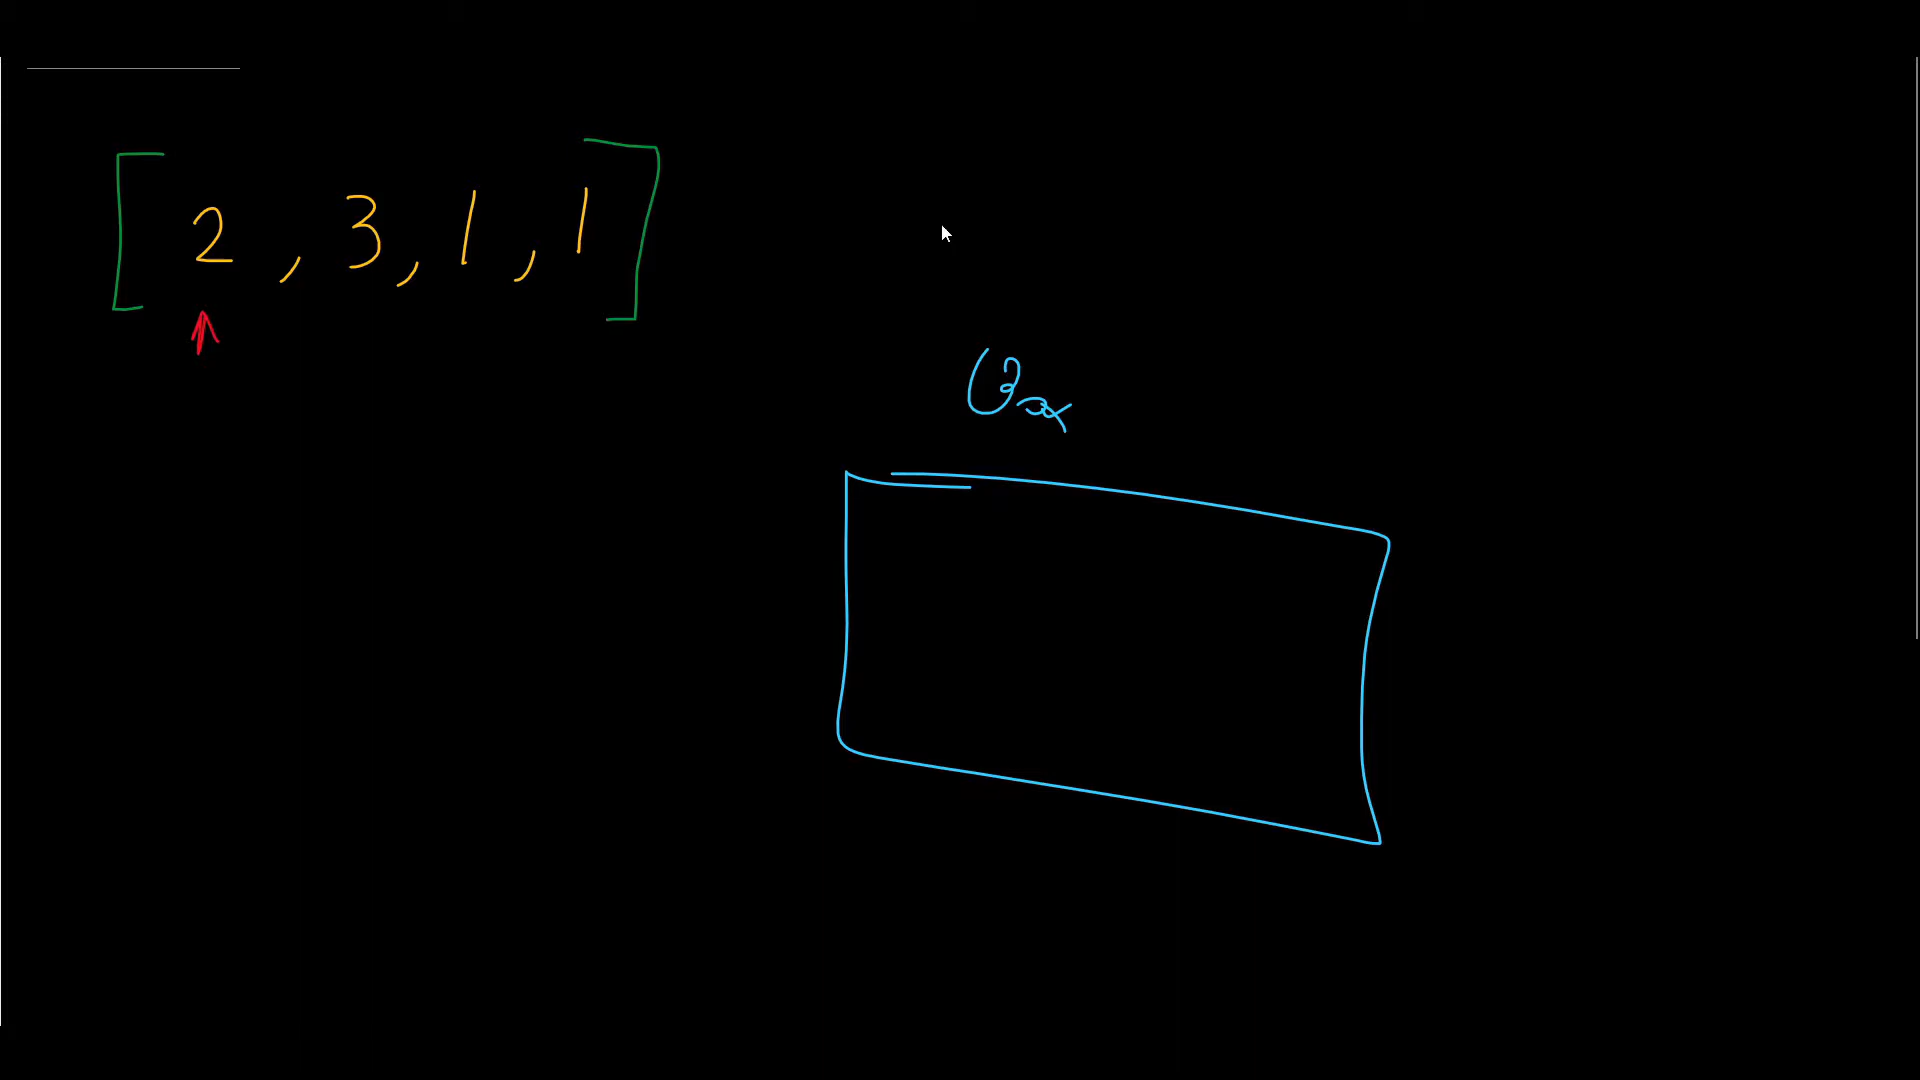 [ 2 , 3 , 1 , 1 ]